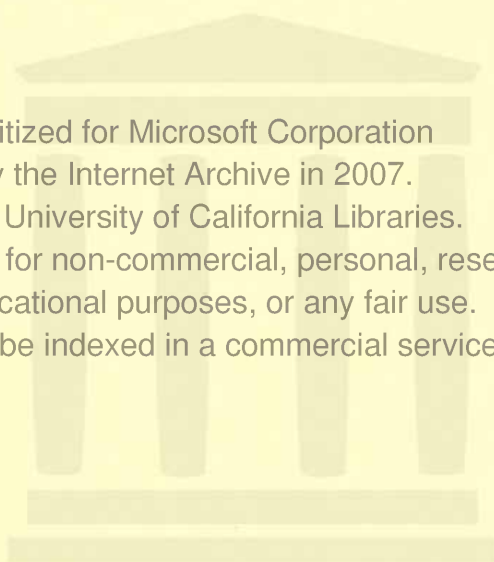 itized for Microsoft Corporation
the Internet Archive in 2007.
University of California Libraries.
for non-commercial, personal, rese
cational purposes, or any fair use.
be indexed in a commercial service